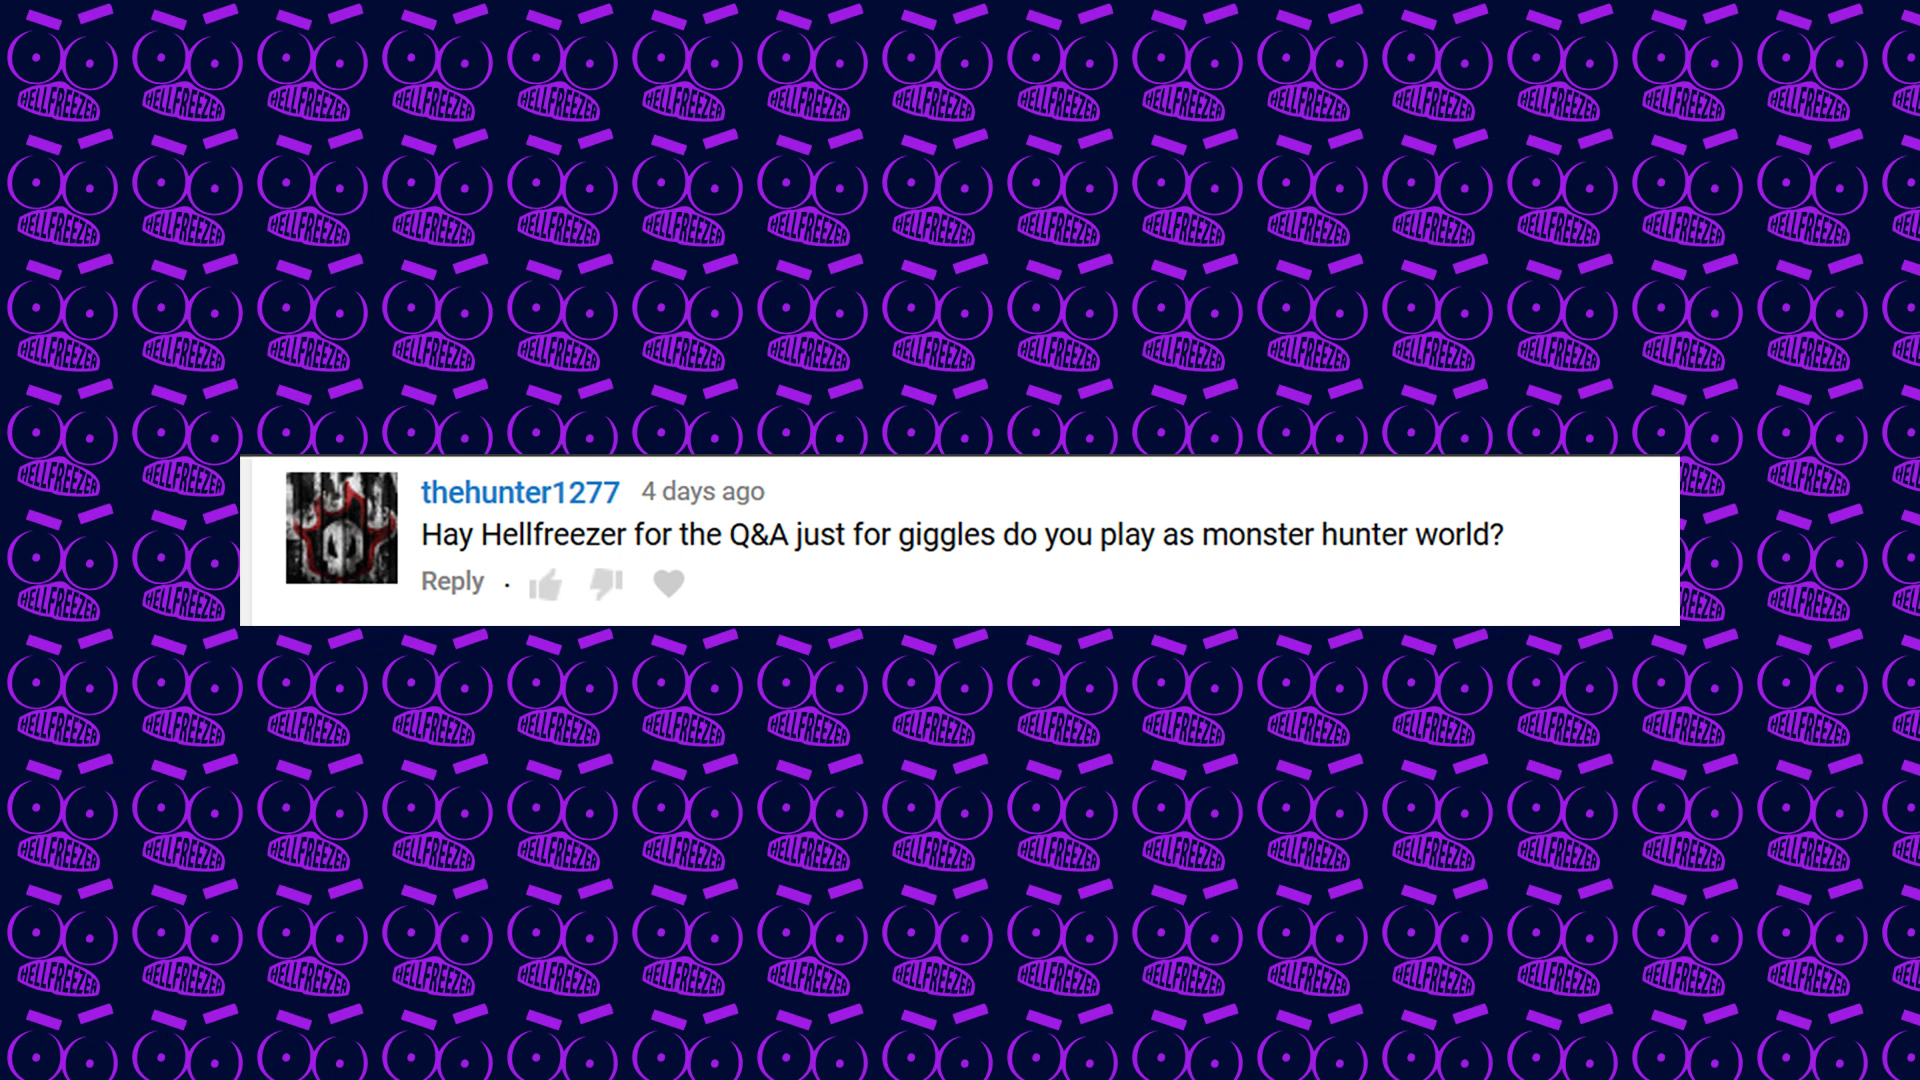 thehunter1277 4 days ago
Hay Hellfreezer for the Q&A just for giggles do you play as monster hunter world?
Reply .
HELLFREEZER